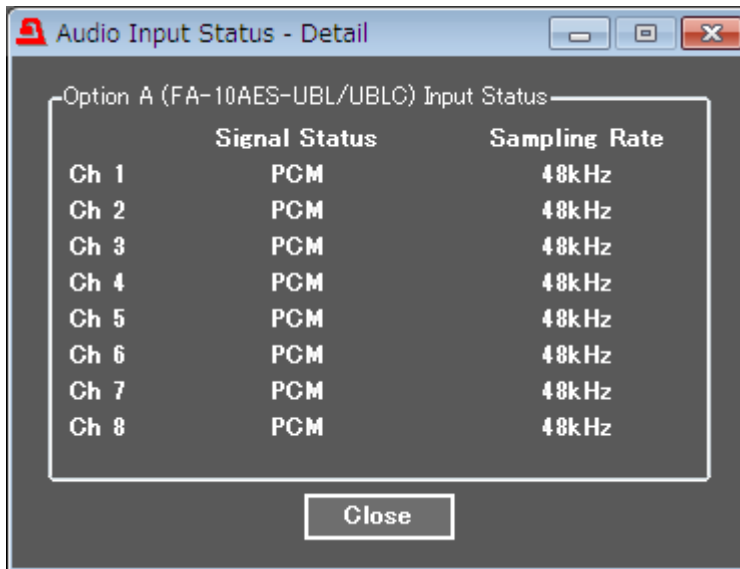 Audio Input Status - Detail
Option A (FA-10AES-UBL/UBLC) Input Status
Signal Status Sampling Rate
Ch 1 PCM 48kHz
Ch 2 PCM 48kHz
Ch 3 PCM 48kHz
Ch 4 PCM 48kHz
Ch 5 PCM 48kHz
Ch 6 PCM 48kHz
Ch 7 PCM 48kHz
Ch 8 PCM 48kHz
Close